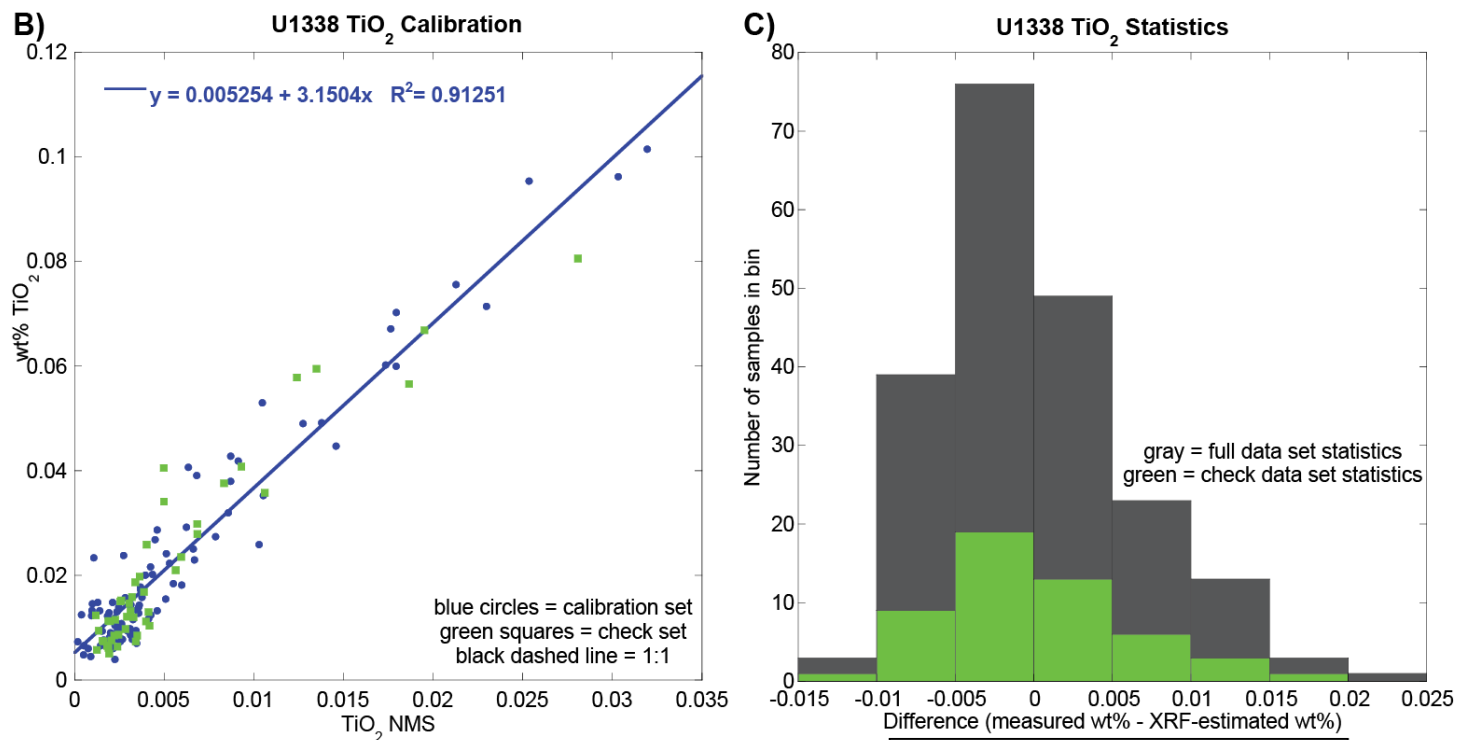 B)
U1338 TiO2 Calibration
0.12
0.1
0.08
0.06
0.04
0.02
0
wt% TiO2
y = 0.005254 + 3.1504x R2= 0.91251
blue circles = calibration set
green squares = check set
black dashed line = 1:1
0 0.005 0.01 0.015 0.02 0.025 0.03 0.035
TiO2 NMS
C)
U1338 TiO2 Statistics
80
70
60
50
40
30
20
10
0
Number of samples in bin
gray = full data set statistics
green = check data set statistics
-0.015 -0.01 -0.005 0 0.005 0.01 0.015 0.02 0.025
Difference (measured wt% - XRF-estimated wt%)